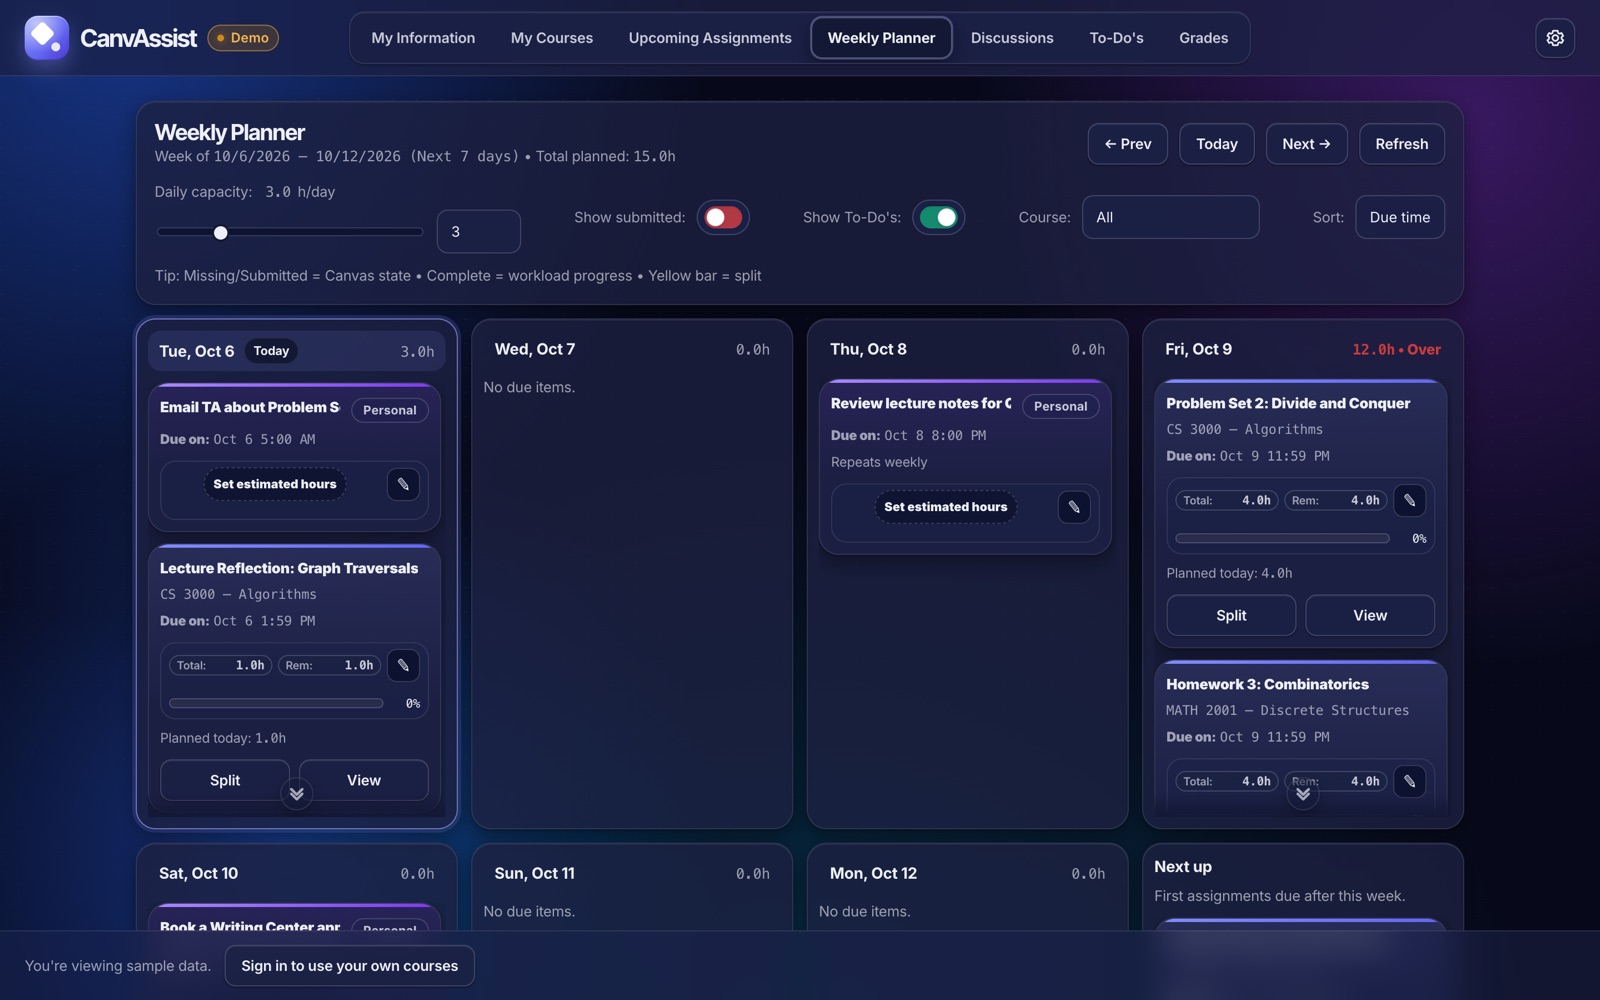 CanvAssist
Demo
My Information
My Courses
Upcoming Assignments
Weekly Planner
Discussions
To-Do's
Grades
Weekly Planner
Week of 10/6/2026 — 10/12/2026 (Next 7 days) • Total planned: 15.0h
← Prev
Today
Next →
Refresh
Daily capacity: 3.0 h/day
3
Show submitted:
Show To-Do's:
Course:
All
Sort:
Due time
Tip: Missing/Submitted = Canvas state • Complete = workload progress • Yellow bar = split
Tue, Oct 6
Today
3.0h
Email TA about Problem S
Personal
Due on: Oct 6 5:00 AM
Set estimated hours
Lecture Reflection: Graph Traversals
CS 3000 — Algorithms
Due on: Oct 6 1:59 PM
Total: 1.0h
Rem: 1.0h
0%
Planned today: 1.0h
Split
View
Wed, Oct 7
0.0h
No due items.
Thu, Oct 8
0.0h
Review lecture notes for
Personal
Due on: Oct 8 8:00 PM
Repeats weekly
Set estimated hours
Fri, Oct 9
12.0h • Over
Problem Set 2: Divide and Conquer
CS 3000 — Algorithms
Due on: Oct 9 11:59 PM
Total: 4.0h
Rem: 4.0h
0%
Planned today: 4.0h
Split
View
Homework 3: Combinatorics
MATH 2001 — Discrete Structures
Due on: Oct 9 11:59 PM
Total: 4.0h
Rem: 4.0h
Sat, Oct 10
0.0h
Book a Writing Center
Personal
Sun, Oct 11
0.0h
No due items.
Mon, Oct 12
0.0h
No due items.
Next up
First assignments due after this week.
You're viewing sample data.
Sign in to use your own courses